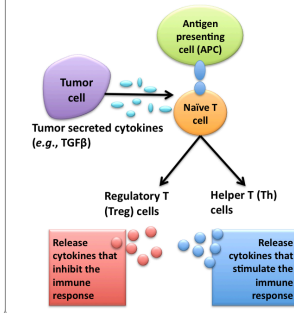 Antigen
presenting
cell (APC)
Tumor
cell
Naïve T
cell
Tumor secreted cytokines
(e.g., TGFβ)
Regulatory T
(Treg) cells
Helper T (Th)
cells
Release
cytokines that
inhibit the
immune
response
Release
cytokines that
stimulate the
immune
response